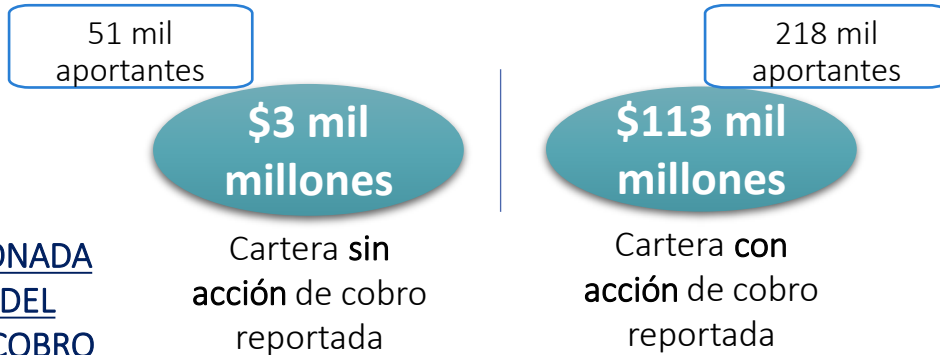 51 mil
aportantes
218 mil
aportantes
$3 mil
millones
$113 mil
millones
Cartera sin
acción de cobro
reportada
Cartera con
acción de cobro
reportada
DEL
COBRO